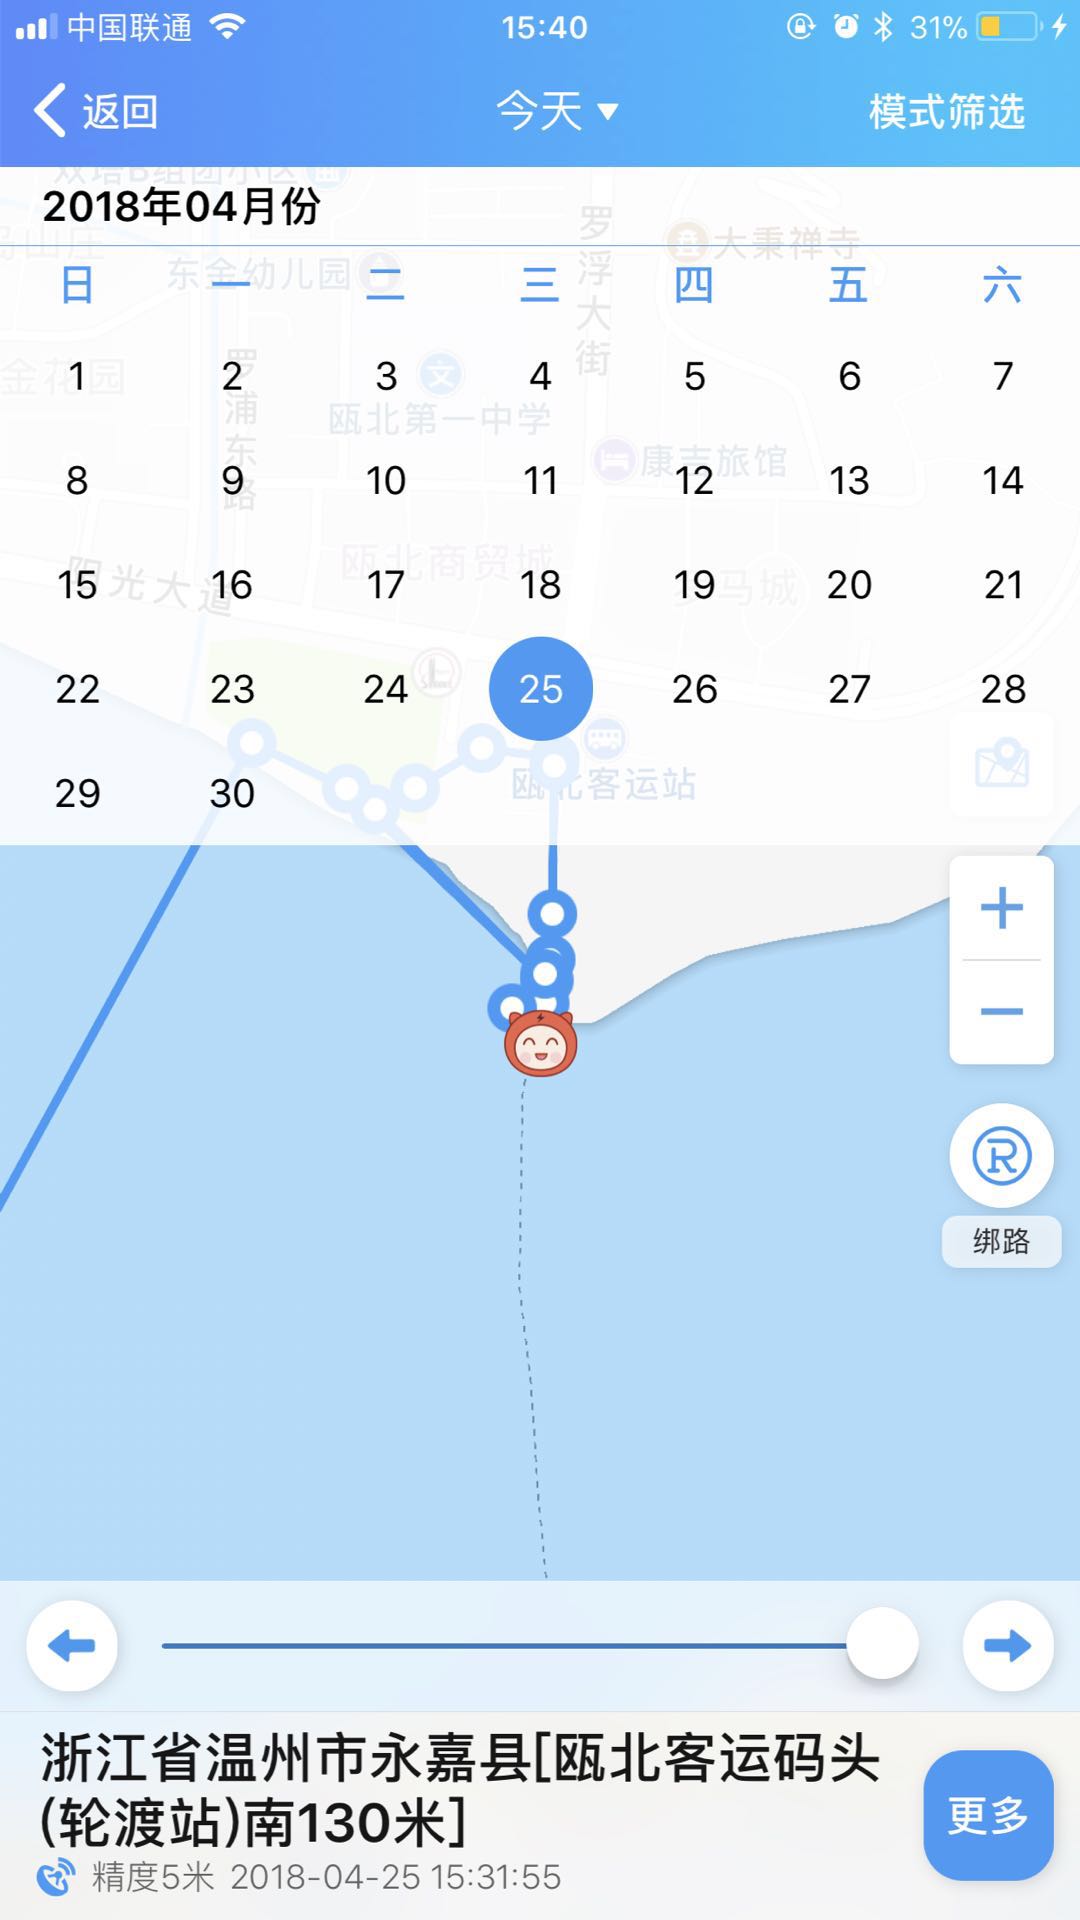 中国联通 15:40 31%
返回 今天 模式筛选
双塔B组团小区
2018年04月份
罗浮大街
大秉禅寺
东金幼儿园
日 一 二 三 四 五 六
1 2 3 4 5 6 7
金花园
罗浦东路
文
瓯北第一中学
康吉旅馆
8 9 10 11 12 13 14
瓯北商贸城
阳光大道
马城
15 16 17 18 19 20 21
22 23 24 25 26 27 28
瓯北客运站
29 30
+
−
R
绑路
浙江省温州市永嘉县[瓯北客运码头
(轮渡站)南130米]
更多
精度5米 2018-04-25 15:31:55